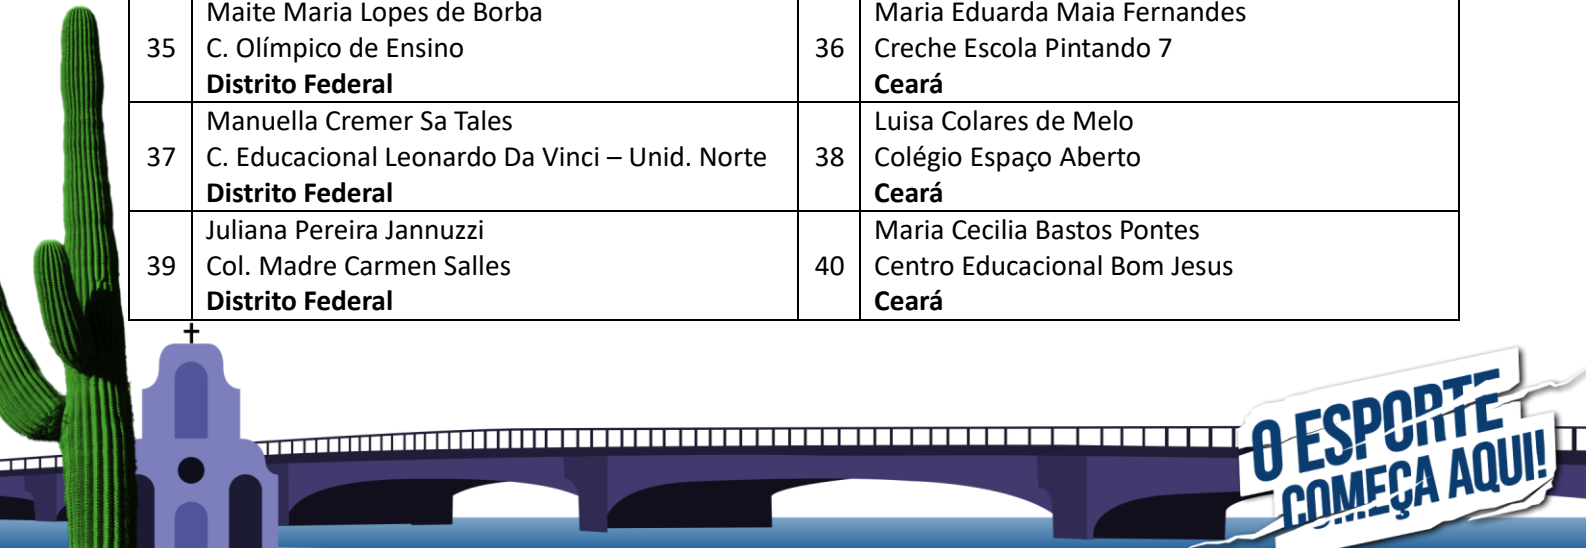 Maite Maria Lopes de Borba
35
C. Olímpico de Ensino
Distrito Federal
Maria Eduarda Maia Fernandes
36
Creche Escola Pintando 7
Ceará
Manuella Cremer Sa Tales
37
C. Educacional Leonardo Da Vinci – Unid. Norte
Distrito Federal
Luisa Colares de Melo
38
Colégio Espaço Aberto
Ceará
Juliana Pereira Jannuzzi
39
Col. Madre Carmen Salles
Distrito Federal
Maria Cecilia Bastos Pontes
40
Centro Educacional Bom Jesus
Ceará
O ESPORTE
COMEÇA AQUI!